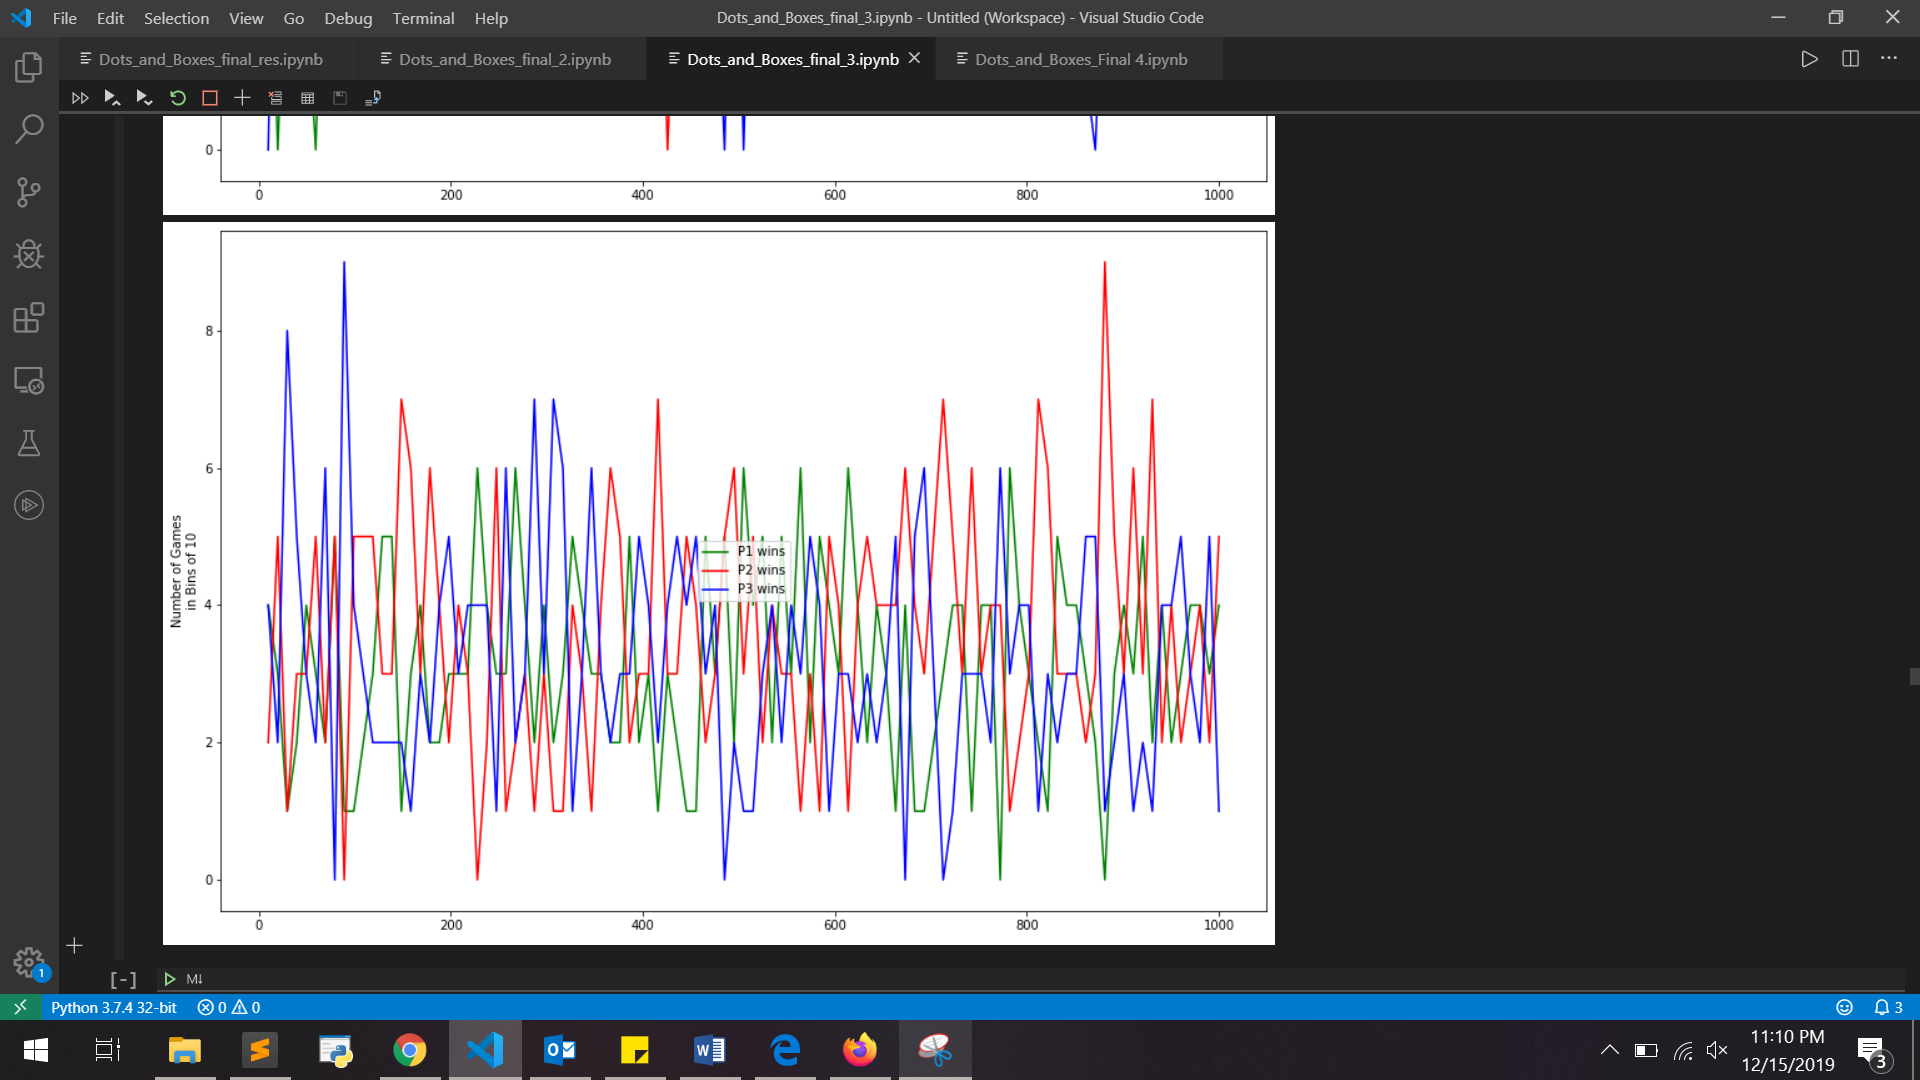 File Edit Selection View Go Debug Terminal Help
Dots_and_Boxes_final_3.ipynb - Untitled (Workspace) - Visual Studio Code
Dots_and_Boxes_final_res.ipynb
Dots_and_Boxes_final_2.ipynb
Dots_and_Boxes_final_3.ipynb
Dots_and_Boxes_Final 4.ipynb
0
0 200 400 600 800 1000
8
6
4
2
0
Number of Games
in Bins of 10
P1 wins
P2 wins
P3 wins
0 200 400 600 800 1000
[-]
M↓
1
Python 3.7.4 32-bit
0
0
3
11:10 PM
12/15/2019
3